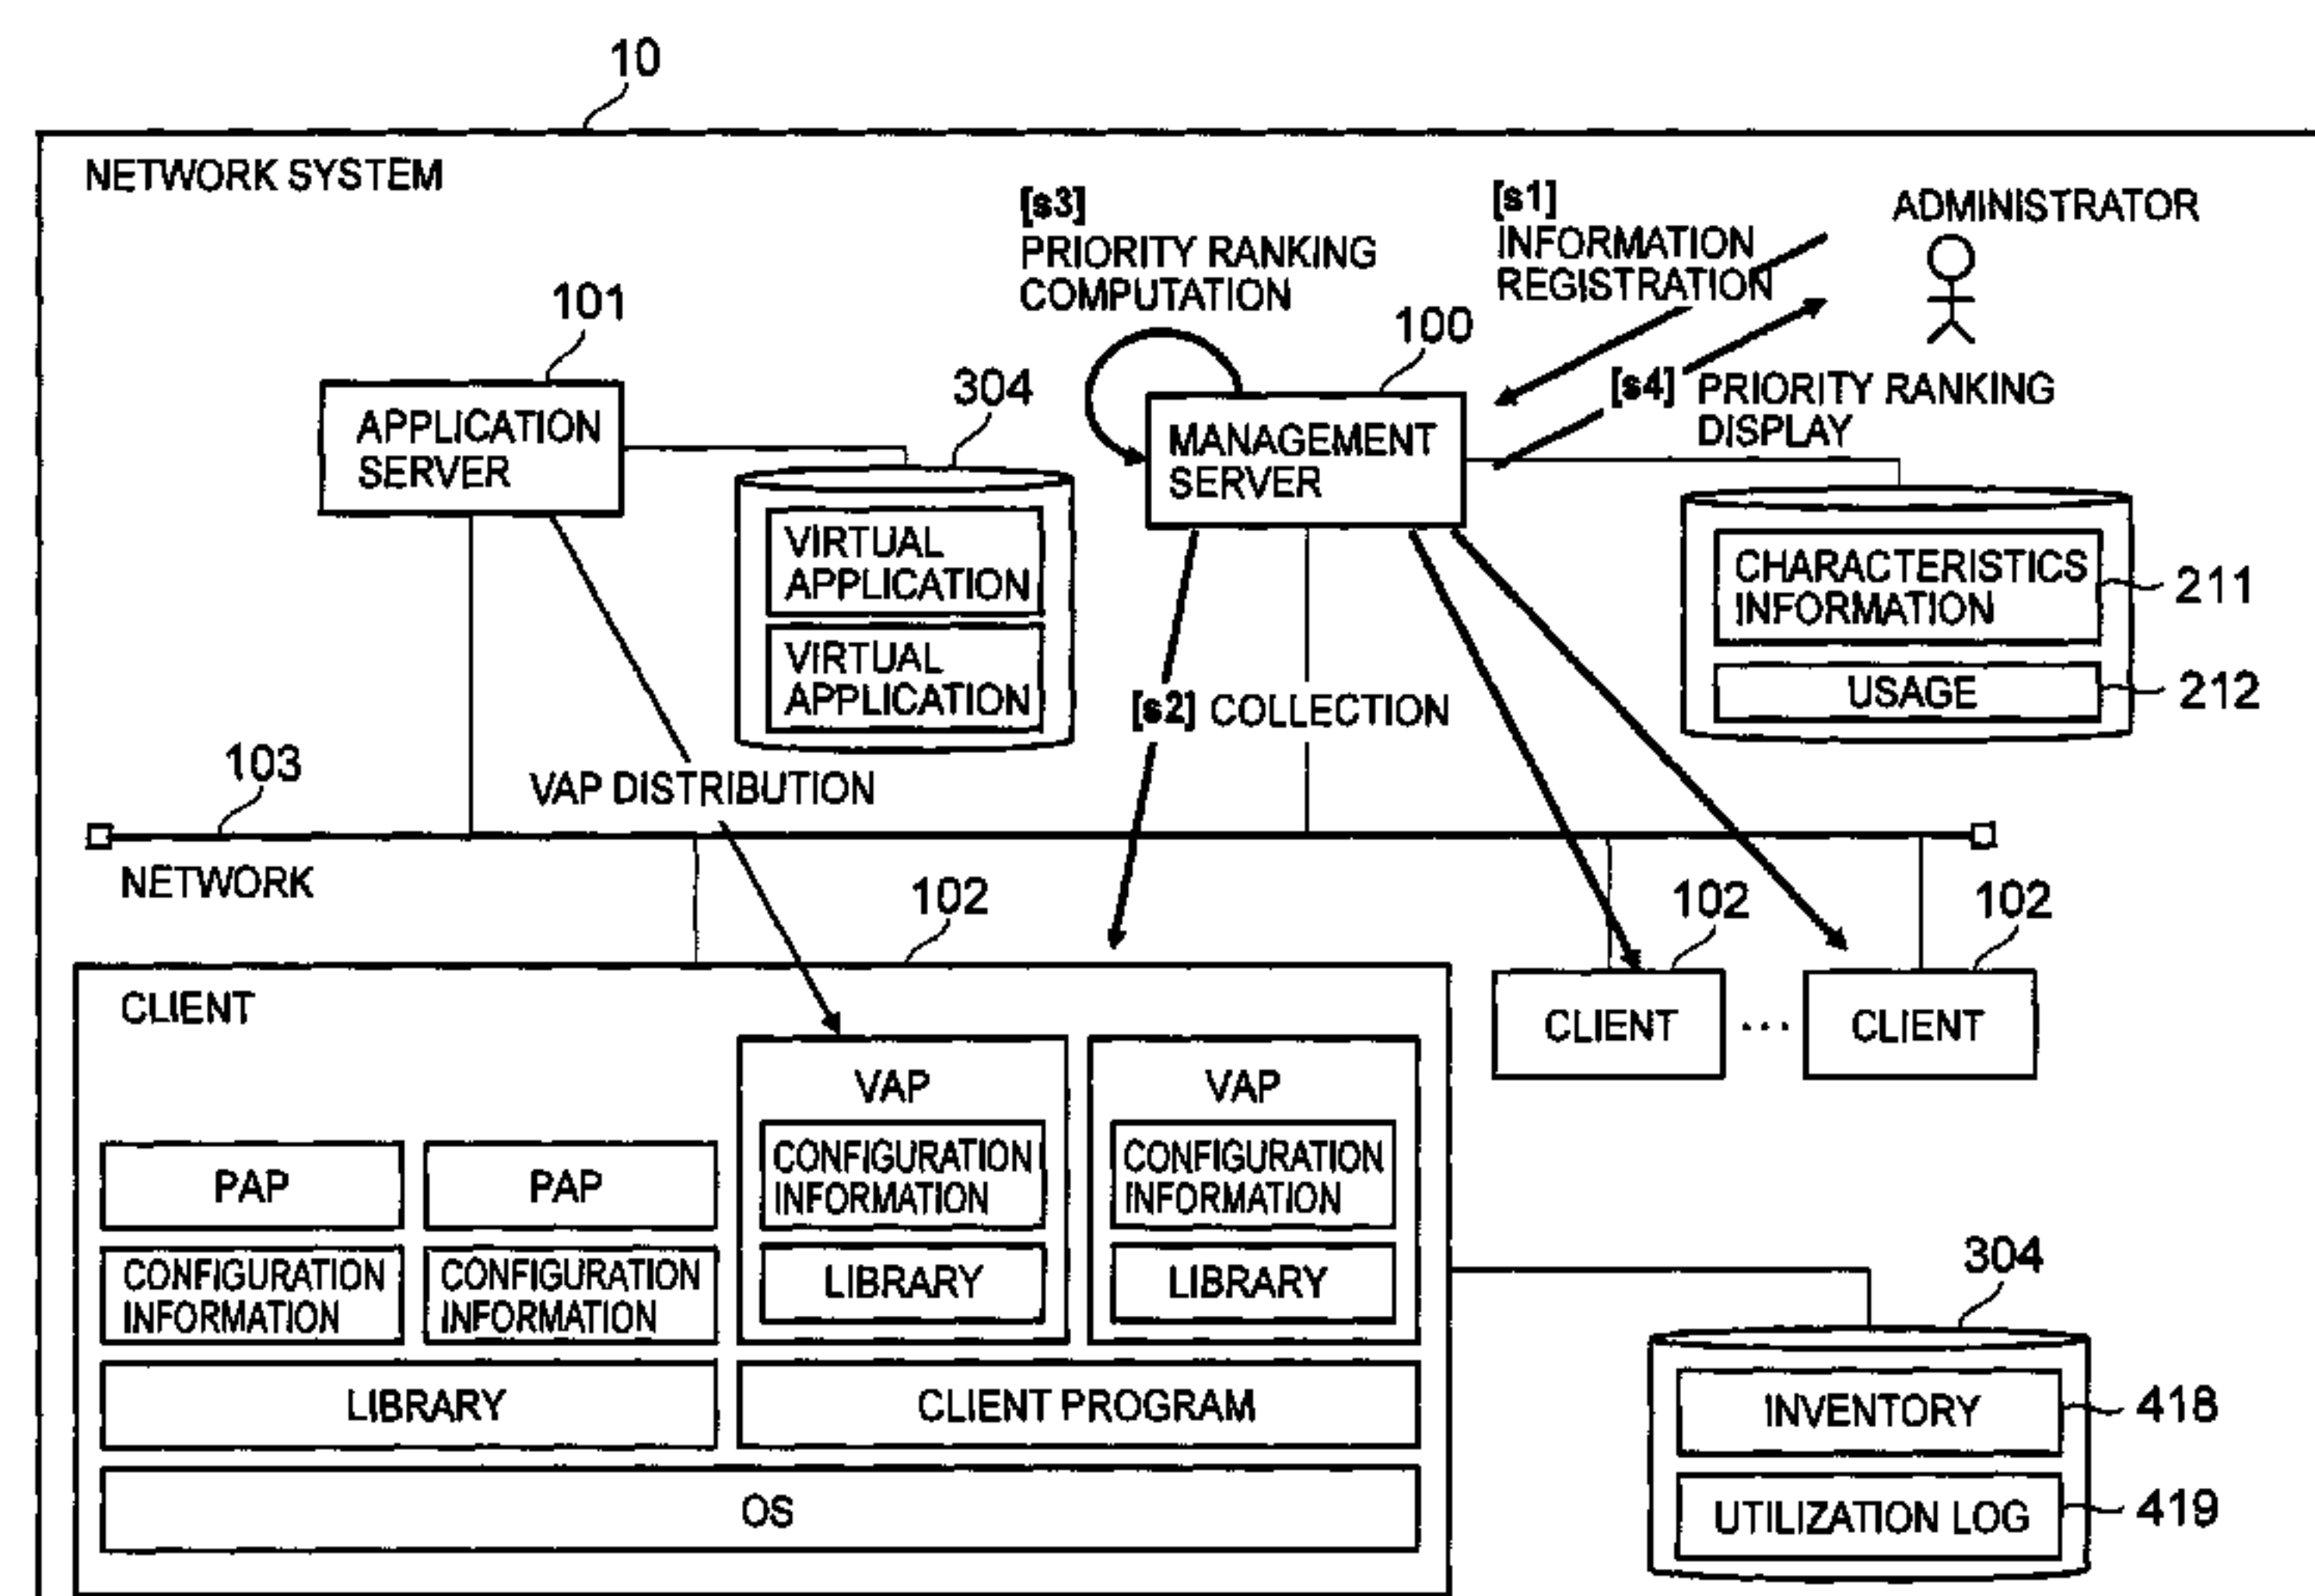 10
NETWORK SYSTEM
[s3]
PRIORITY RANKING
COMPUTATION
[s1]
INFORMATION
REGISTRATION
ADMINISTRATOR
101
304
100
[s4] PRIORITY RANKING
DISPLAY
APPLICATION
SERVER
MANAGEMENT
SERVER
VIRTUAL
APPLICATION
VIRTUAL
APPLICATION
CHARACTERISTICS
INFORMATION
211
USAGE
212
[s2] COLLECTION
103
VAP DISTRIBUTION
NETWORK
102
102
102
CLIENT
CLIENT
...
CLIENT
VAP
VAP
CONFIGURATION
INFORMATION
CONFIGURATION
INFORMATION
PAP
PAP
LIBRARY
LIBRARY
CONFIGURATION
INFORMATION
CONFIGURATION
INFORMATION
304
LIBRARY
CLIENT PROGRAM
INVENTORY
418
OS
UTILIZATION LOG
419